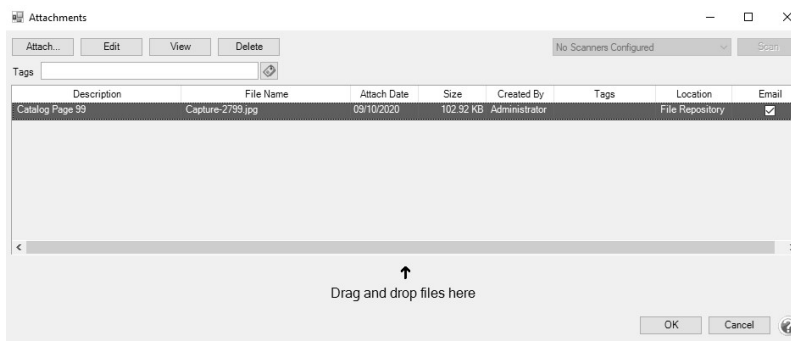 Attachments
Attach... Edit View Delete No Scanners Configured Scan
Tags
Description File Name Attach Date Size Created By Tags Location Email
Catalog Page 99 Capture-2799.jpg 09/10/2020 102.92 KB Administrator File Repository
Drag and drop files here
OK Cancel ?